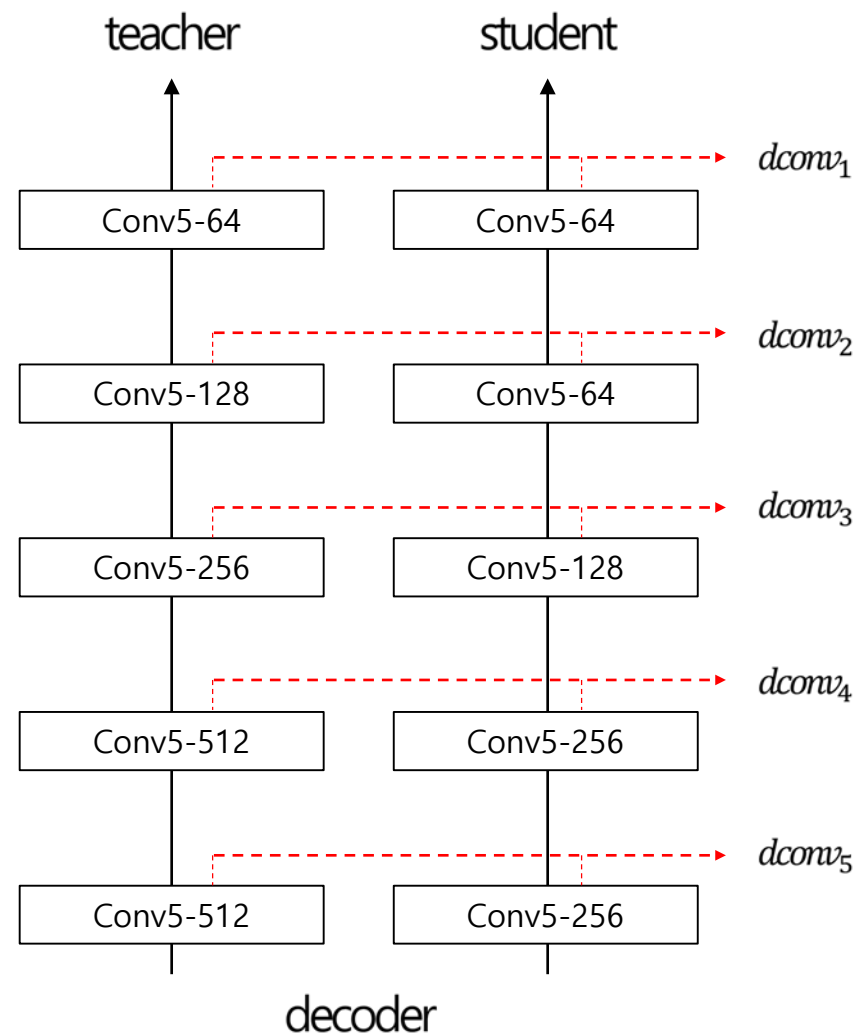 teacher student
dconv₁
Conv5-64 Conv5-64
dconv₂
Conv5-128 Conv5-64
dconv₃
Conv5-256 Conv5-128
dconv₄
Conv5-512 Conv5-256
dconv₅
Conv5-512 Conv5-256
decoder